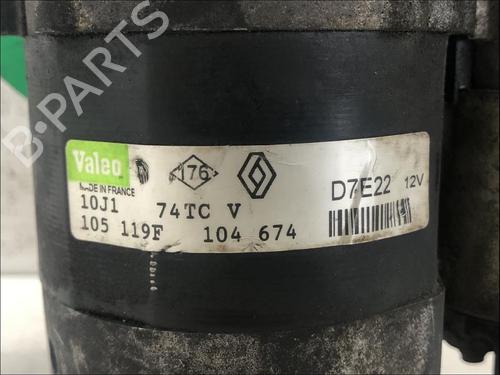 B-PARTS
Valeo 176 D7E22 12V
MADE IN FRANCE
10J1 74TC V
105 119F 104 674